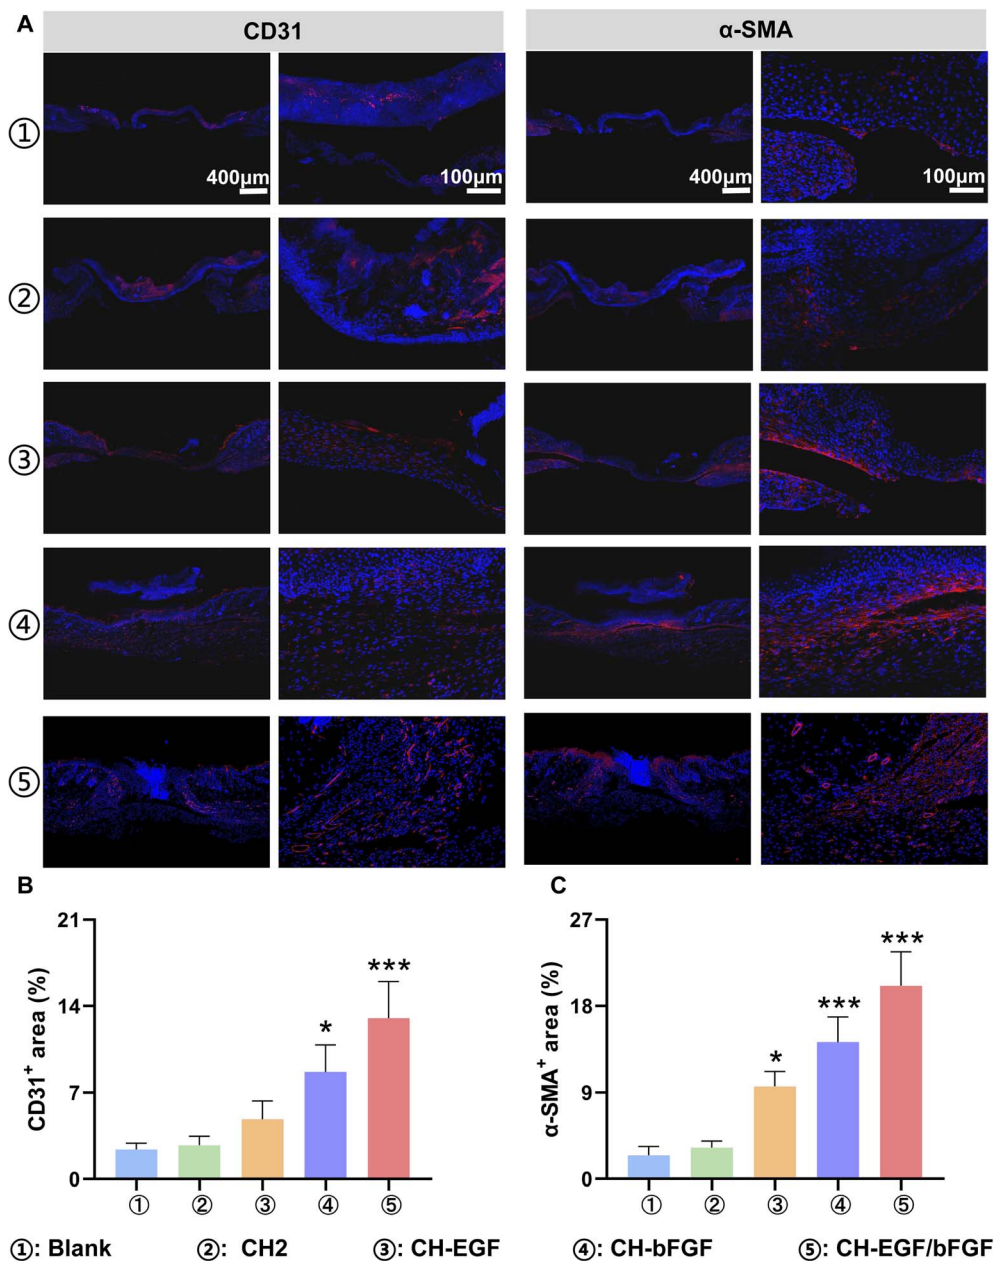 A
CD31
α-SMA
①
400μm
100μm
400μm
100μm
②
③
④
⑤
B
C
CD31+ area (%)
21
14
7
0
*
***
① ② ③ ④ ⑤
α-SMA+ area (%)
27
18
9
0
*
***
***
① ② ③ ④ ⑤
①: Blank ②: CH2 ③: CH-EGF ④: CH-bFGF ⑤: CH-EGF/bFGF